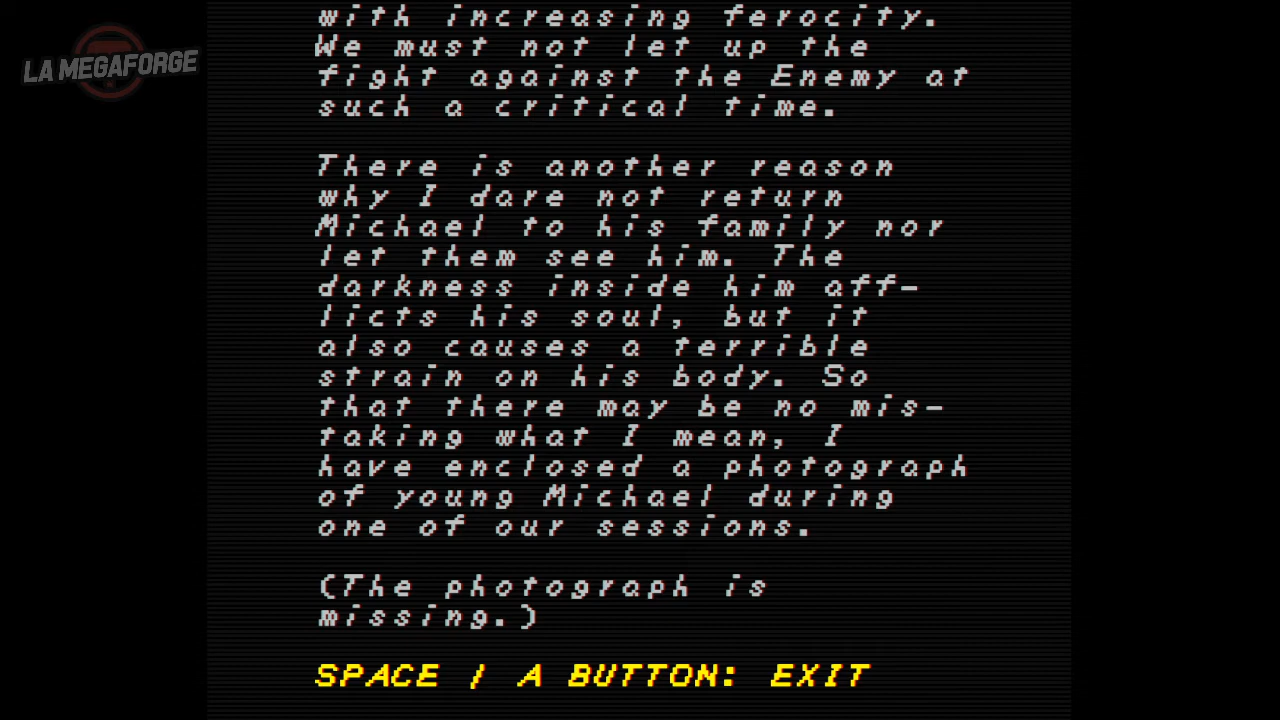 LA MEGAFORGE
with increasing ferocity.
We must not let up the
fight against the Enemy at
such a critical time.
There is another reason
why I dare not return
Michael to his family nor
let them see him. The
darkness inside him aff-
licts his soul, but it
also causes a terrible
strain on his body. So
that there may be no mis-
taking what I mean, I
have enclosed a photograph
of young Michael during
one of our sessions.
(The photograph is
missing.)
SPACE / A BUTTON: EXIT